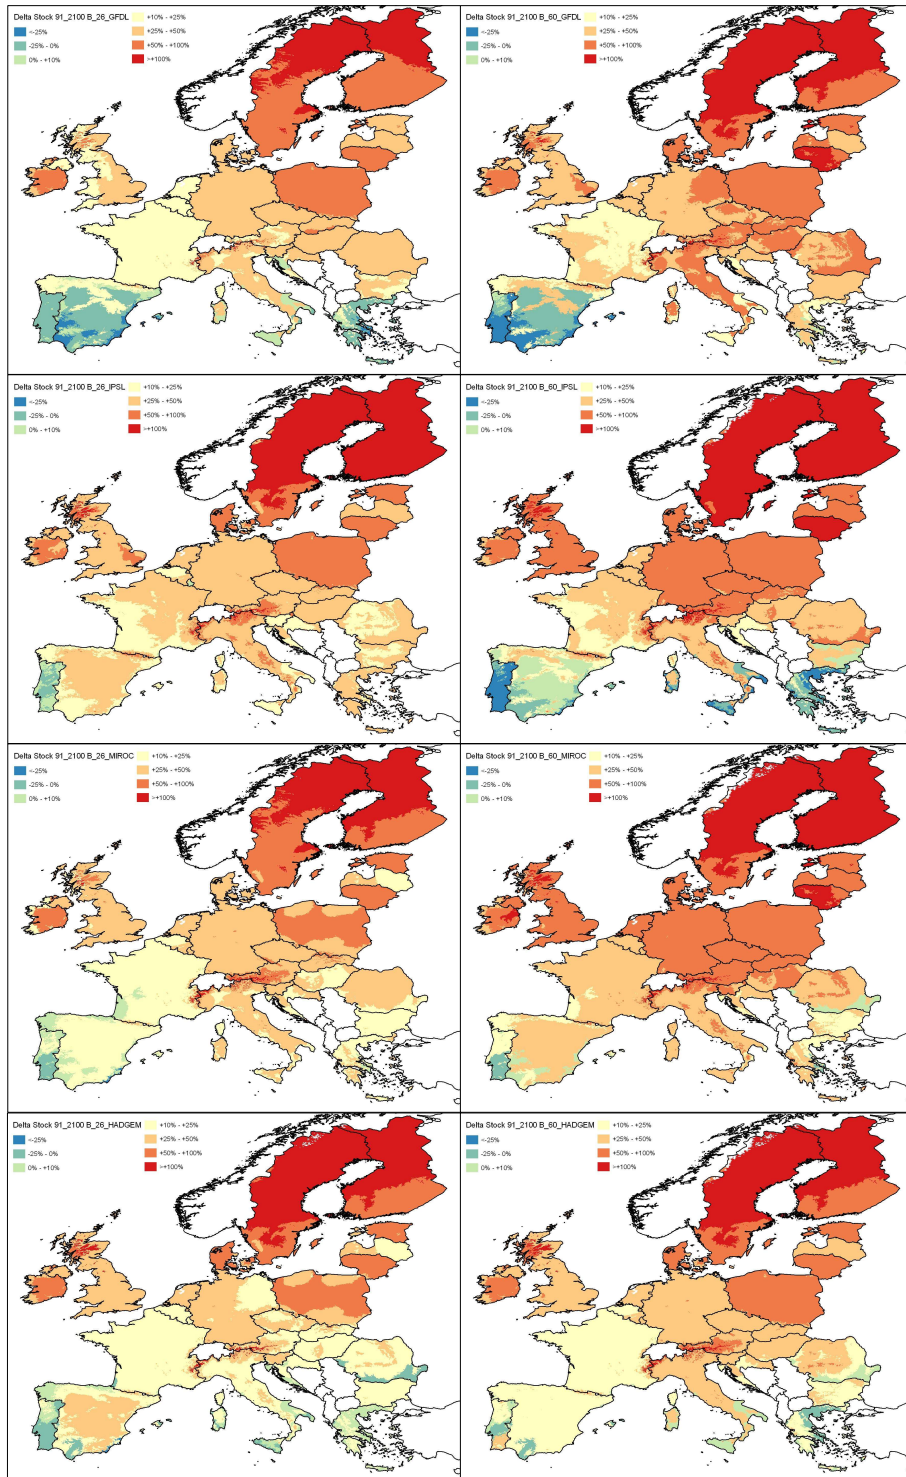 Delta Stock 91_2100 B_26_GFDL
<-25%
-25% - 0%
0% - +10%
+10% - +25%
+25% - +50%
+50% - +100%
>+100%
Delta Stock 91_2100 B_60_GFDL
<-25%
-25% - 0%
0% - +10%
+10% - +25%
+25% - +50%
+50% - +100%
>+100%
Delta Stock 91_2100 B_26_IPSL
<-25%
-25% - 0%
0% - +10%
+10% - +25%
+25% - +50%
+50% - +100%
>+100%
Delta Stock 91_2100 B_60_IPSL
<-25%
-25% - 0%
0% - +10%
+10% - +25%
+25% - +50%
+50% - +100%
>+100%
Delta Stock 91_2100 B_26_MIROC
<-25%
-25% - 0%
0% - +10%
+10% - +25%
+25% - +50%
+50% - +100%
>+100%
Delta Stock 91_2100 B_60_MIROC
<-25%
-25% - 0%
0% - +10%
+10% - +25%
+25% - +50%
+50% - +100%
>+100%
Delta Stock 91_2100 B_26_HADGEM
<-25%
-25% - 0%
0% - +10%
+10% - +25%
+25% - +50%
+50% - +100%
>+100%
Delta Stock 91_2100 B_60_HADGEM
<-25%
-25% - 0%
0% - +10%
+10% - +25%
+25% - +50%
+50% - +100%
>+100%